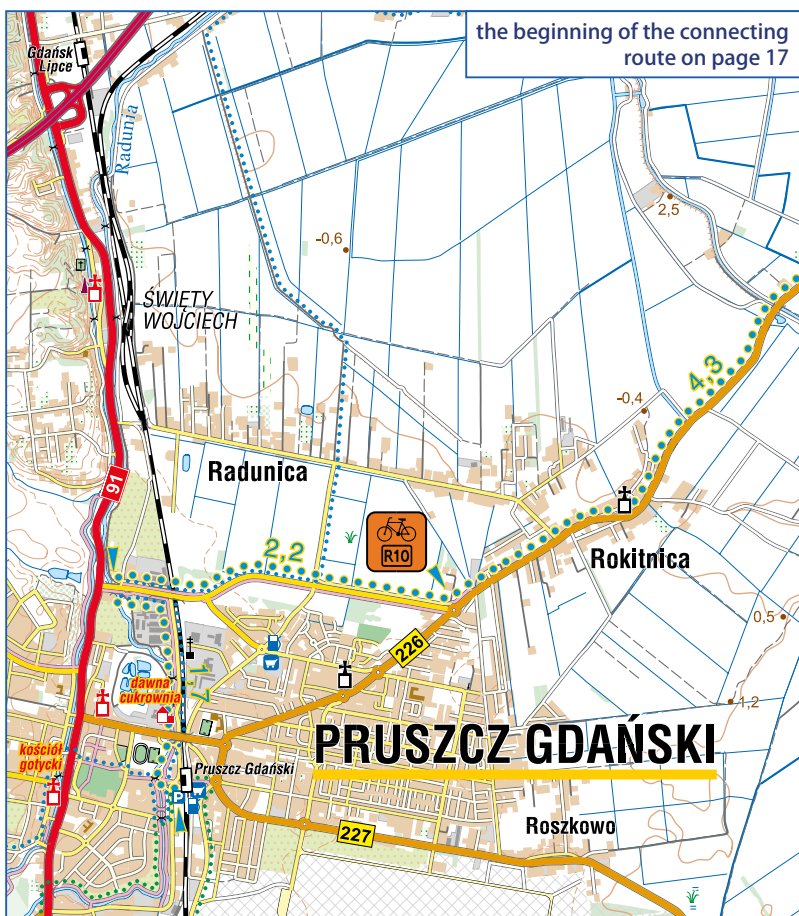 the beginning of the connecting
route on page 17
Gdańsk
Lipce
Radunia
2,5
-0,6
ŚWIĘTY
WOJCIECH
4,3
-0,4
91
Radunica
R10
2,2
Rokitnica
0,5
226
1,7
dawna
cukrownia
1,2
PRUSZCZ GDAŃSKI
kościół
gotycki
Pruszcz Gdański
P
Roszkowo
227